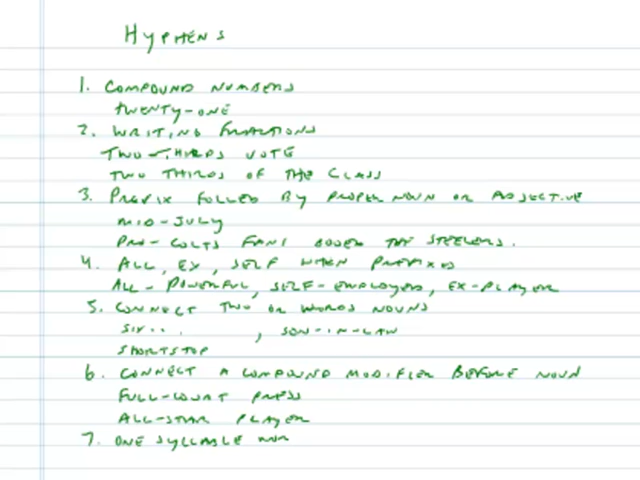 HYPHENS
1. COMPOUND NUMBERS
TWENTY-ONE
2. WRITING FRACTIONS
TWO-THIRDS VOTE
TWO THIRDS OF THE CLASS
3. PREFIX FOLLED BY PROPER NOUN OR ADJECTIVE
MID-JULY
PRO-COLTS FANS BOOED THE STEELERS.
4. ALL, EX, SELF WHEN PREFIXES
ALL-POWERFUL, SELF-EMPLOYED, EX-PLAYER
5. CONNECT TWO OR WORDS NOUNS
, SON-IN-LAW
SHORTSTOP
6. CONNECT A COMPOUND MODIFIER BEFORE NOUN
FULL-COURT PRESS
ALL-STAR PLAYER
7. ONE SYLLABLE